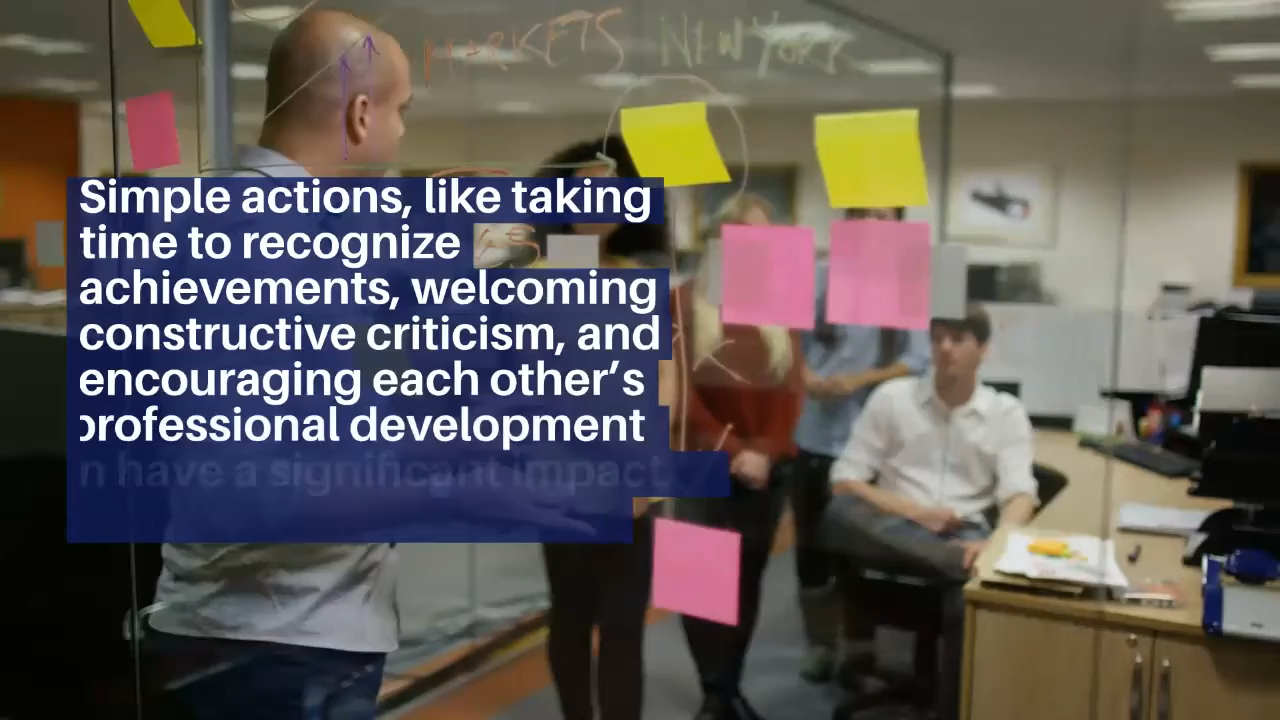 MARKETS NEW YORK
Simple actions, like taking
time to recognize
achievements, welcoming
constructive criticism, and
encouraging each other’s
professional development
have a significant impact